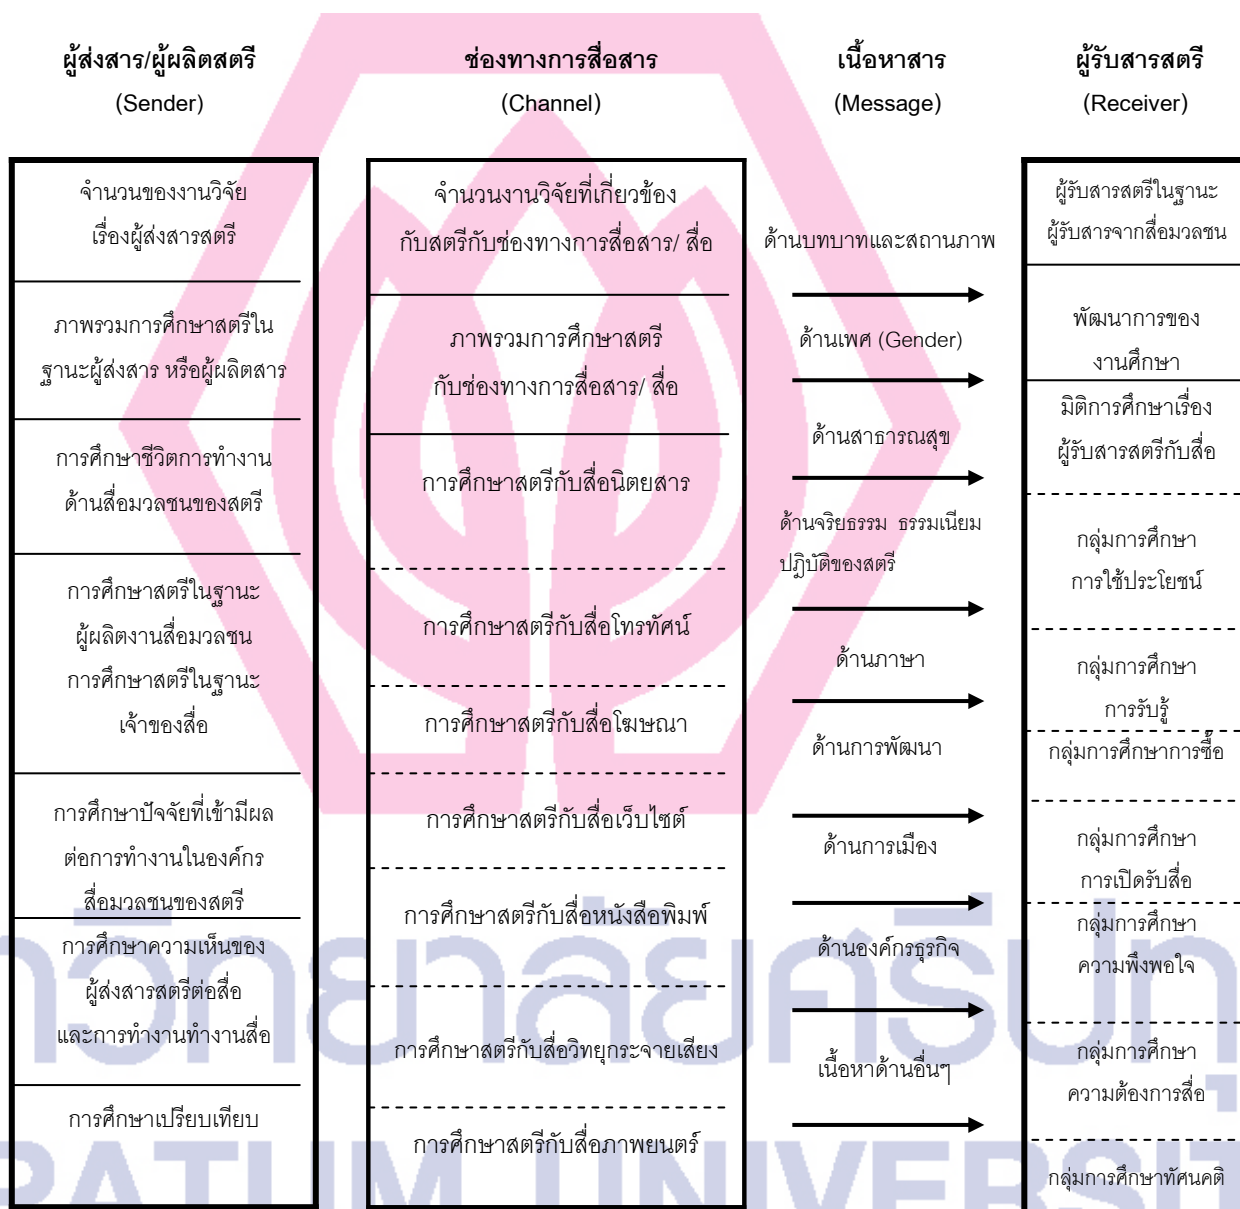 ผู้ส่งสาร/ผู้ผลิตสตรี
(Sender)
จำนวนของงานวิจัย
เรื่องผู้ส่งสารสตรี
ภาพรวมการศึกษาสตรีใน
ฐานะผู้ส่งสาร หรือผู้ผลิตสาร
การศึกษาชีวิตการทำงาน
ด้านสื่อมวลชนของสตรี
การศึกษาสตรีในฐานะ
ผู้ผลิตงานสื่อมวลชน
การศึกษาสตรีในฐานะ
เจ้าของสื่อ
การศึกษาปัจจัยที่เข้ามีผล
ต่อการทำงานในองค์กร
สื่อมวลชนของสตรี
การศึกษาความเห็นของ
ผู้ส่งสารสตรีต่อสื่อ
และการทำงานทำงานสื่อ
การศึกษาเปรียบเทียบ
ช่องทางการสื่อสาร
(Channel)
จำนวนงานวิจัยที่เกี่ยวข้อง
กับสตรีกับช่องทางการสื่อสาร/ สื่อ
ภาพรวมการศึกษาสตรี
กับช่องทางการสื่อสาร/ สื่อ
การศึกษาสตรีกับสื่อนิตยสาร
การศึกษาสตรีกับสื่อโทรทัศน์
การศึกษาสตรีกับสื่อโฆษณา
การศึกษาสตรีกับสื่อเว็บไซต์
การศึกษาสตรีกับสื่อหนังสือพิมพ์
การศึกษาสตรีกับสื่อวิทยุกระจายเสียง
การศึกษาสตรีกับสื่อภาพยนตร์
เนื้อหาสาร
(Message)
ด้านบทบาทและสถานภาพ
ด้านเพศ (Gender)
ด้านสาธารณสุข
ด้านจริยธรรม ธรรมเนียม
ปฏิบัติของสตรี
ด้านภาษา
ด้านการพัฒนา
ด้านการเมือง
ด้านองค์กรธุรกิจ
เนื้อหาด้านอื่นๆ
ผู้รับสารสตรี
(Receiver)
ผู้รับสารสตรีในฐานะ
ผู้รับสารจากสื่อมวลชน
พัฒนาการของ
งานศึกษา
มิติการศึกษาเรื่อง
ผู้รับสารสตรีกับสื่อ
กลุ่มการศึกษา
การใช้ประโยชน์
กลุ่มการศึกษา
การรับรู้
กลุ่มการศึกษาการซื้อ
กลุ่มการศึกษา
การเปิดรับสื่อ
กลุ่มการศึกษา
ความพึงพอใจ
กลุ่มการศึกษา
ความต้องการสื่อ
กลุ่มการศึกษาทัศนคติ